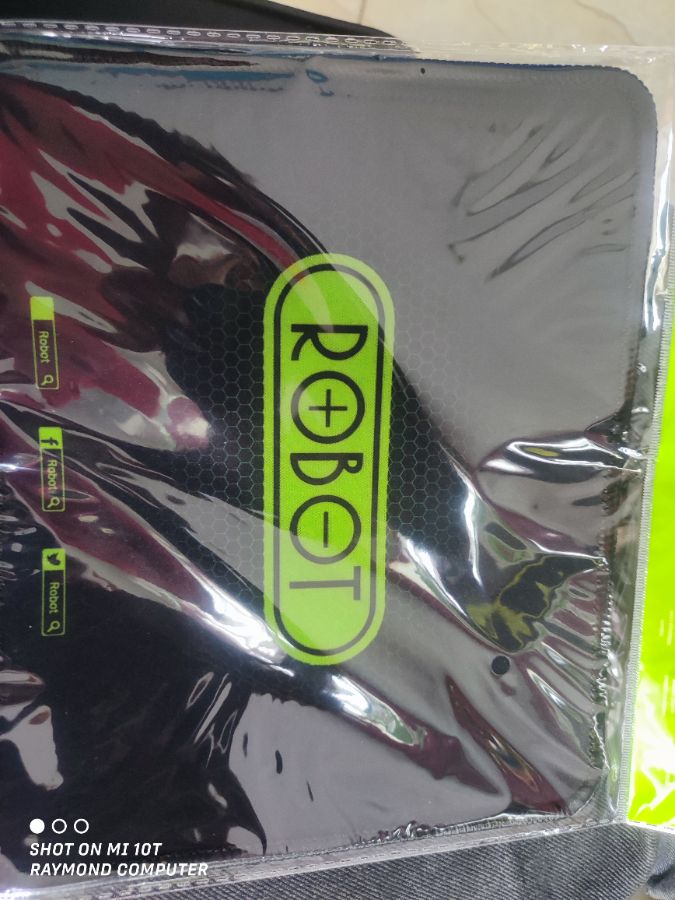 ROBOT
Robot
f/Robot
Robot
SHOT ON MI 10T
RAYMOND COMPUTER